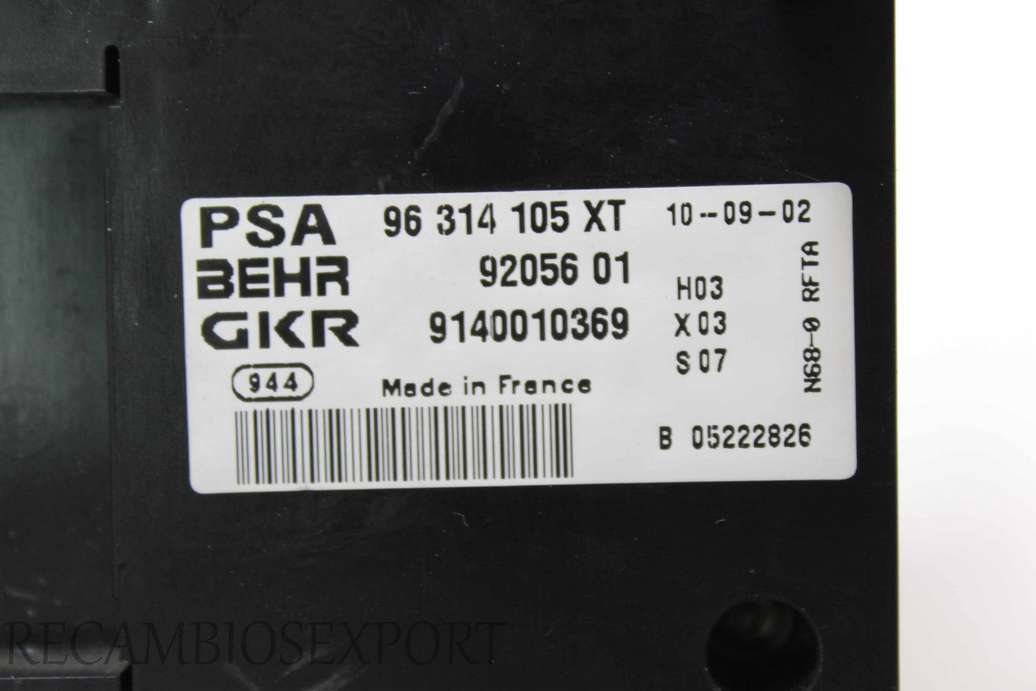 PSA 96 314 105 XT 10--09-02
BEHR 92056 01
GKR 9140010369
H03
X03
S07
N68-0 RFTA
944 Made in France
B 05222826
RECAMBIOSEXPORT